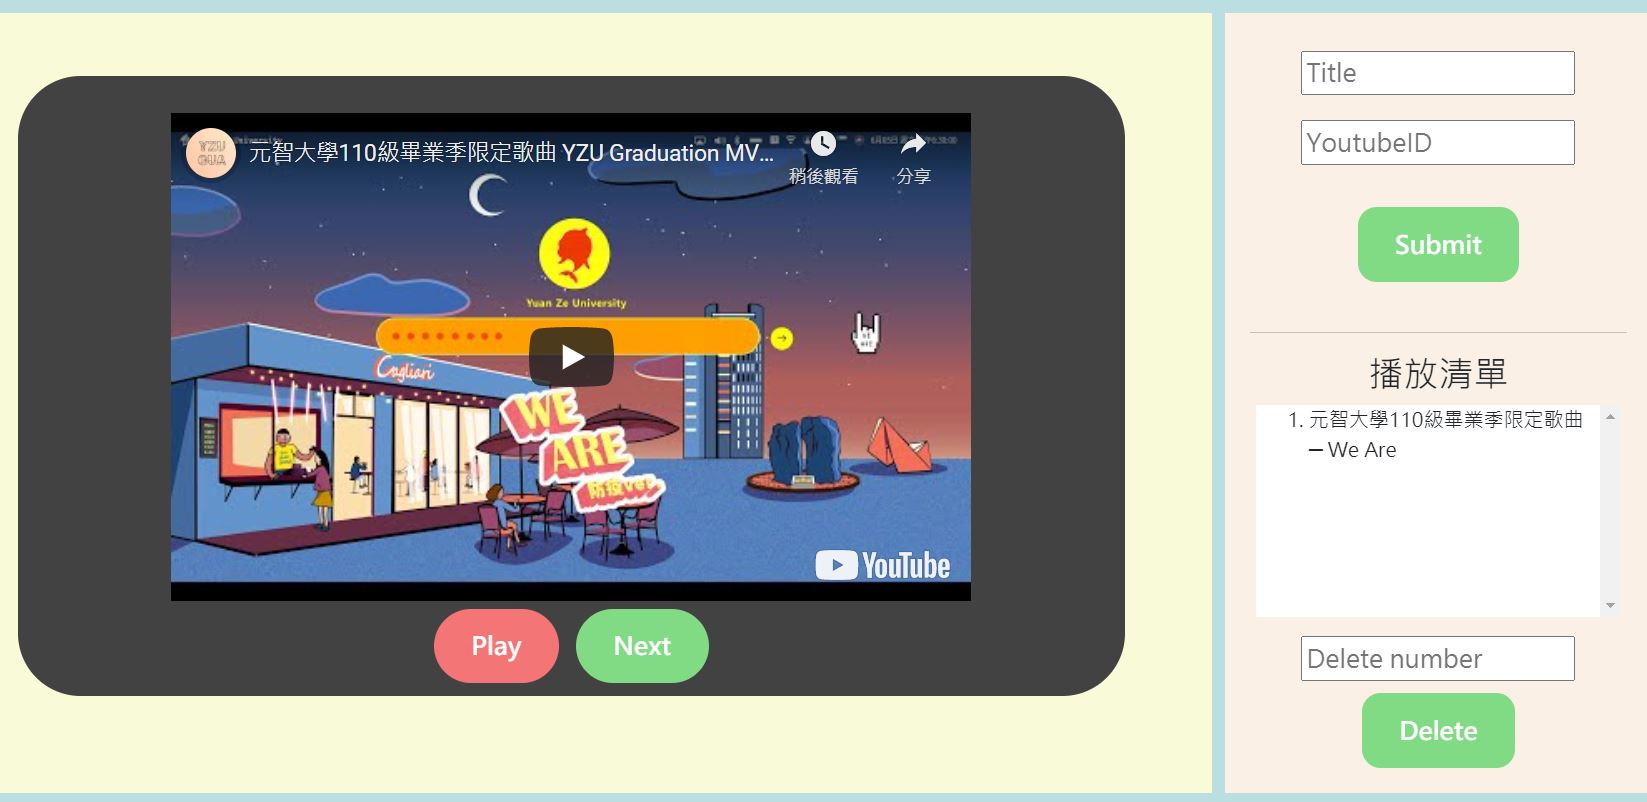 YZU
GUA
元智大學110級畢業季限定歌曲 YZU Graduation MV...
稍後觀看
分享
Yuan Ze University
Cagliari
WE
ARE
防疫ver
YouTube
Play
Next
Title
YoutubeID
Submit
播放清單
1. 元智大學110級畢業季限定歌曲
– We Are
Delete number
Delete